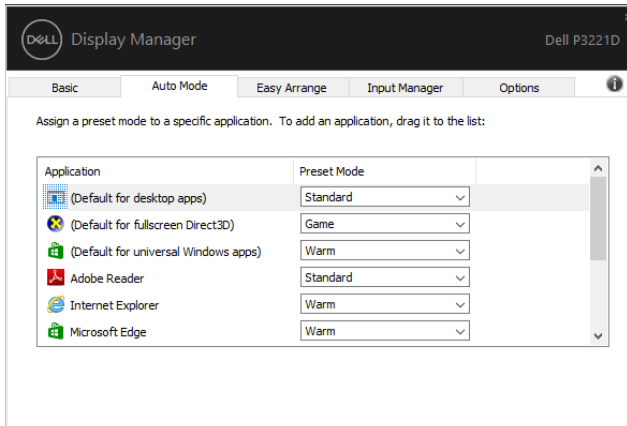 DELL Display Manager
Dell P3221D
Basic Auto Mode Easy Arrange Input Manager Options
Assign a preset mode to a specific application. To add an application, drag it to the list:
Application Preset Mode
(Default for desktop apps) Standard
(Default for fullscreen Direct3D) Game
(Default for universal Windows apps) Warm
Adobe Reader Standard
Internet Explorer Warm
Microsoft Edge Warm